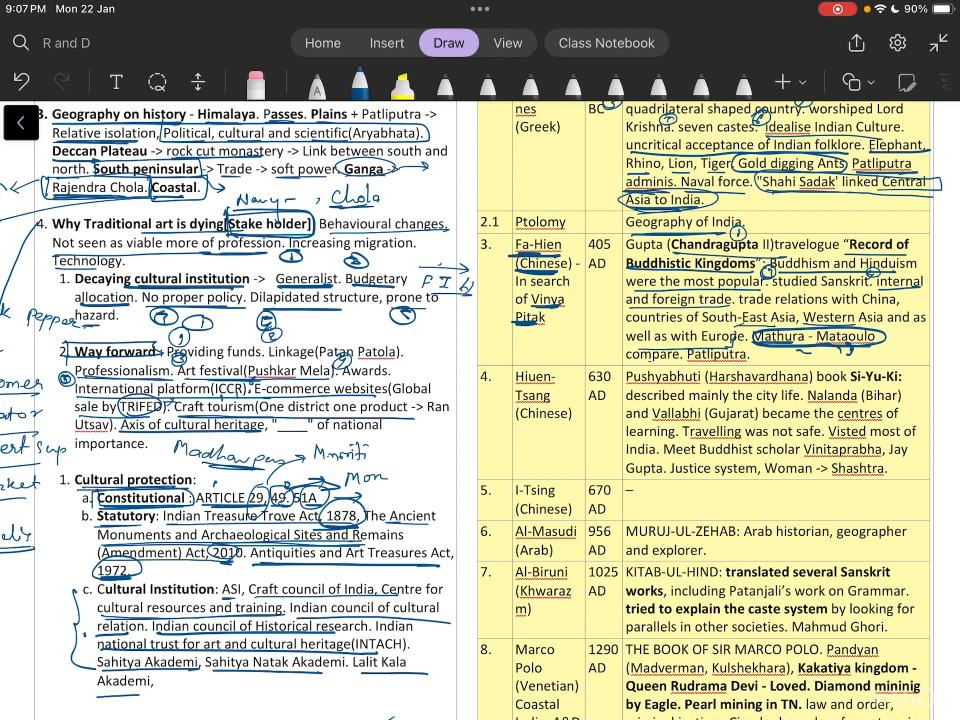 9:07 PM Mon 22 Jan
90%
R and D
Home Insert Draw View Class Notebook
3. Geography on history - Himalaya. Passes. Plains + Patliputra ->
Relative isolation, Political, cultural and scientific(Aryabhata).
Deccan Plateau -> rock cut monastery -> Link between south and
north. South peninsular -> Trade -> soft power. Ganga ->
Rajendra Chola. Coastal.
Navy , Chola
4. Why Traditional art is dying[Stake holder] Behavioural changes.
Not seen as viable more of profession. Increasing migration.
Technology.
1. Decaying cultural institution -> Generalist. Budgetary
allocation. No proper policy. Dilapidated structure, prone to
hazard.
Pepper
2. Way forward: Providing funds. Linkage(Patan Patola).
Professionalism. Art festival(Pushkar Mela). Awards.
International platform(ICCR). E-commerce websites(Global
sale by TRIFED). Craft tourism(One district one product -> Ran
Utsav). Axis of cultural heritage, "____" of national
importance.
Minoriti
Mon
1. Cultural protection:
a. Constitutional : ARTICLE 29, 49. 51A
b. Statutory: Indian Treasure Trove Act, 1878, The Ancient
Monuments and Archaeological Sites and Remains
(Amendment) Act, 2010. Antiquities and Art Treasures Act,
1972.
c. Cultural Institution: ASI, Craft council of India, Centre for
cultural resources and training. Indian council of cultural
relation. Indian council of Historical research. Indian
national trust for art and cultural heritage(INTACH).
Sahitya Akademi, Sahitya Natak Akademi. Lalit Kala
Akademi,
nes
(Greek)
BC
quadrilateral shaped country. worshiped Lord
Krishna. seven castes. Idealise Indian Culture.
uncritical acceptance of Indian folklore. Elephant,
Rhino, Lion, Tiger. Gold digging Ants. Patliputra
adminis. Naval force. "Shahi Sadak' linked Central
Asia to India.
2.1 Ptolomy Geography of India
3. Fa-Hien
(Chinese) -
In search
of Vinya
Pitak
405
AD
Gupta (Chandragupta II)travelogue “Record of
Buddhistic Kingdoms”: Buddhism and Hinduism
were the most popular. studied Sanskrit. internal
and foreign trade. trade relations with China,
countries of South-East Asia, Western Asia and as
well as with Europe. Mathura - Mataoulo
compare. Patliputra.
4. Hiuen-
Tsang
(Chinese)
630
AD
Pushyabhuti (Harshavardhana) book Si-Yu-Ki:
described mainly the city life. Nalanda (Bihar)
and Vallabhi (Gujarat) became the centres of
learning. Travelling was not safe. Visted most of
India. Meet Buddhist scholar Vinitaprabha, Jay
Gupta. Justice system, Woman -> Shashtra.
5. I-Tsing
(Chinese)
670
AD
–
6. Al-Masudi
(Arab)
956
AD
MURUJ-UL-ZEHAB: Arab historian, geographer
and explorer.
7. Al-Biruni
(Khwaraz
m)
1025
AD
KITAB-UL-HIND: translated several Sanskrit
works, including Patanjali’s work on Grammar.
tried to explain the caste system by looking for
parallels in other societies. Mahmud Ghori.
8. Marco
Polo
(Venetian)
Coastal
1290
AD
THE BOOK OF SIR MARCO POLO. Pandyan
(Madverman, Kulshekhara), Kakatiya kingdom -
Queen Rudrama Devi - Loved. Diamond mininig
by Eagle. Pearl mining in TN. law and order,